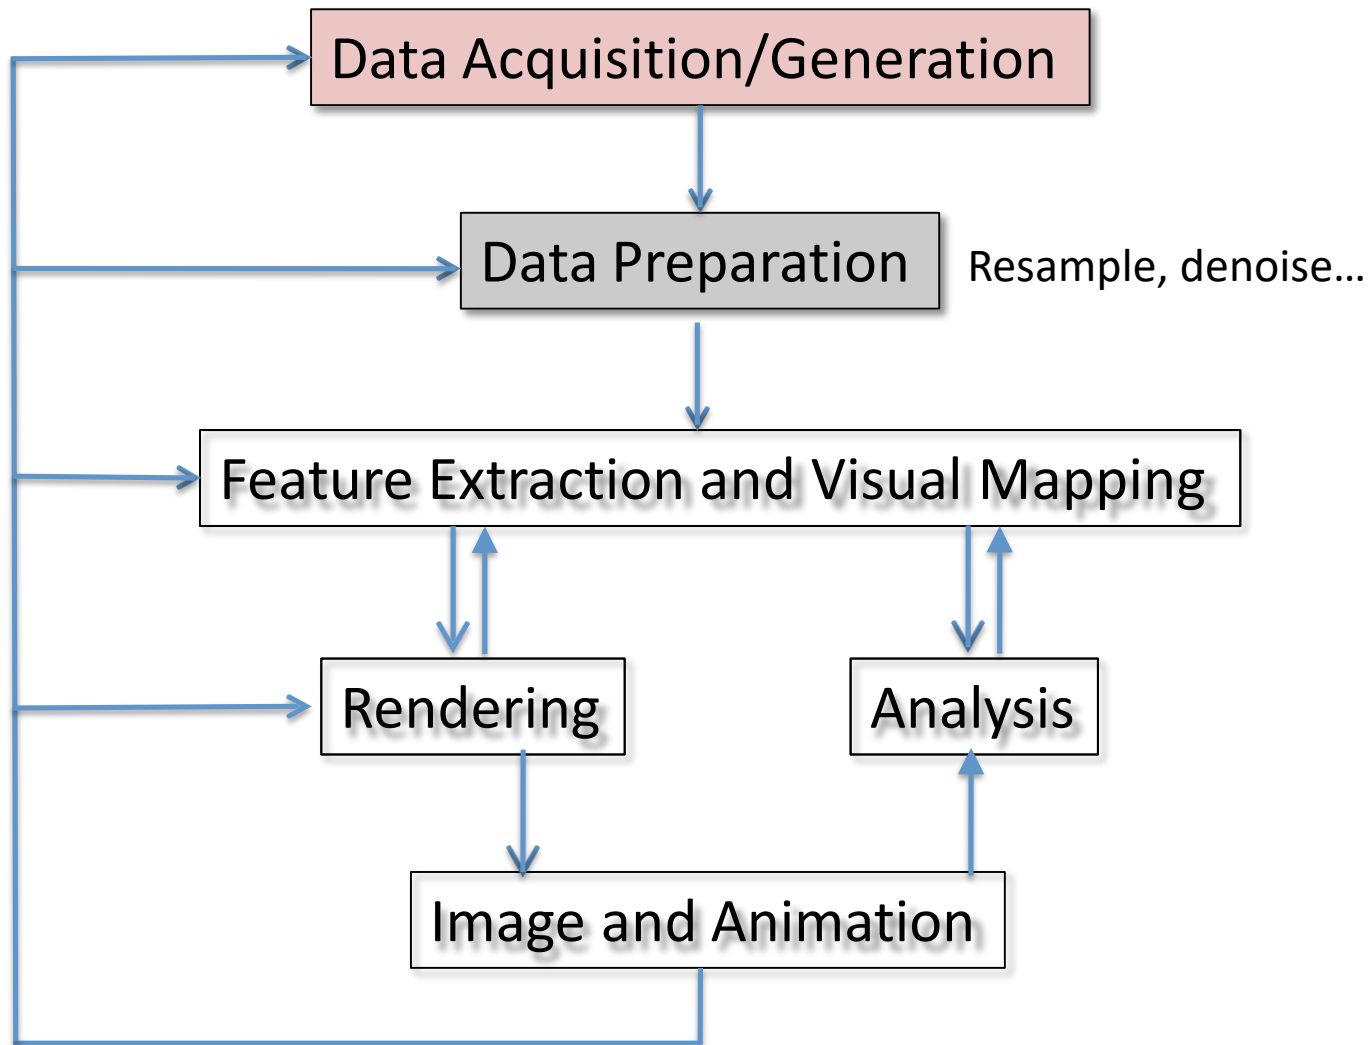 Data Acquisition/Generation
Data Preparation
Resample, denoise…
Feature Extraction and Visual Mapping
Rendering
Analysis
Image and Animation